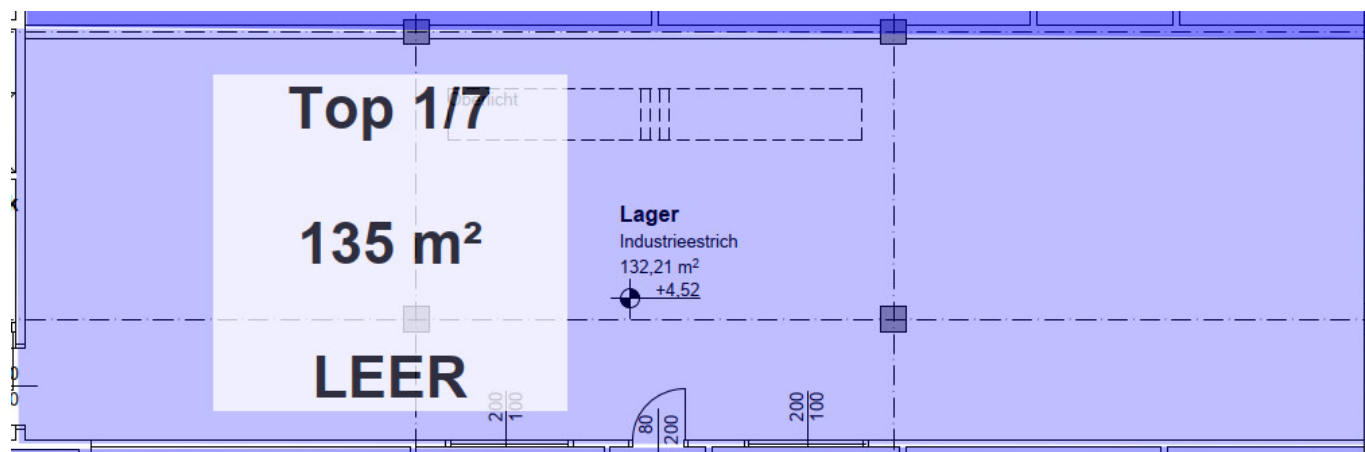 Top 1/7
Oberlicht
135 m²
Lager
Industrieestrich
132,21 m²
+4,52
LEER
200
100
80
200
200
100